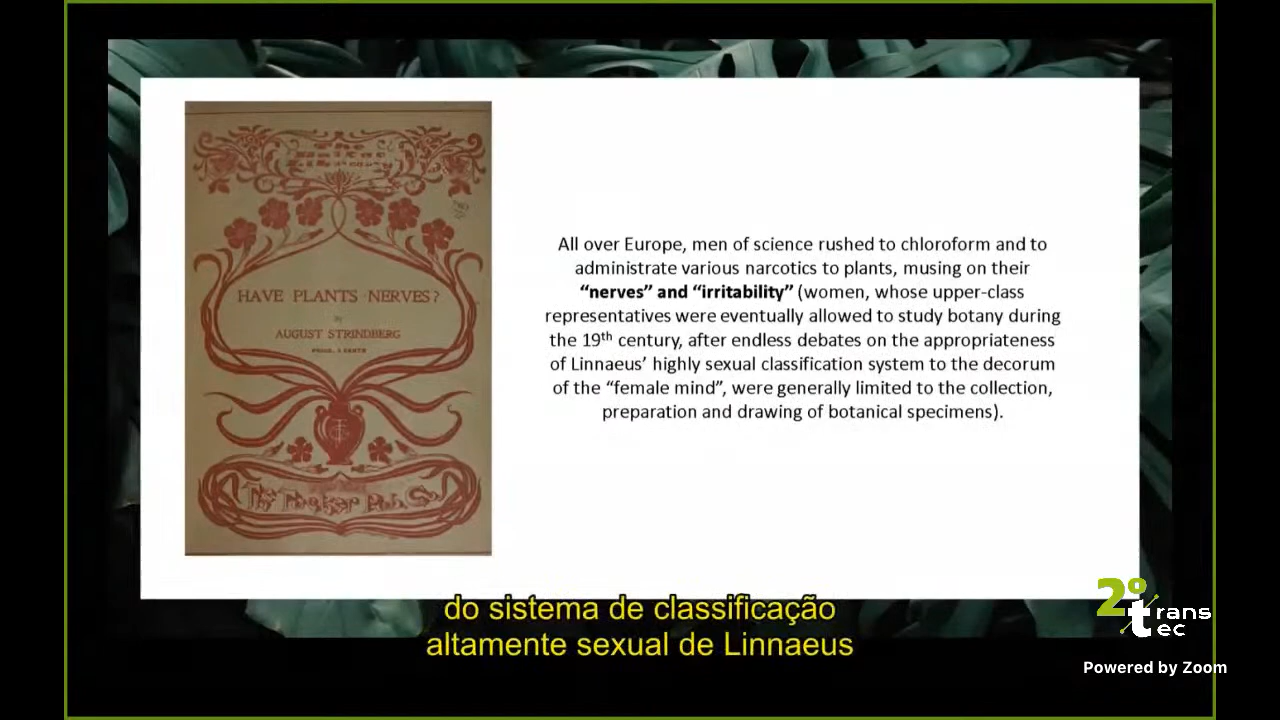 The
HAVE PLANTS NERVES?
BY
AUGUST STRINDBERG
All over Europe, men of science rushed to chloroform and to
administrate various narcotics to plants, musing on their
“nerves” and “irritability” (women, whose upper-class
representatives were eventually allowed to study botany during
the 19th century, after endless debates on the appropriateness
of Linnaeus’ highly sexual classification system to the decorum
of the “female mind”, were generally limited to the collection,
preparation and drawing of botanical specimens).
do sistema de classificação
altamente sexual de Linnaeus
2º trans
tec
Powered by Zoom